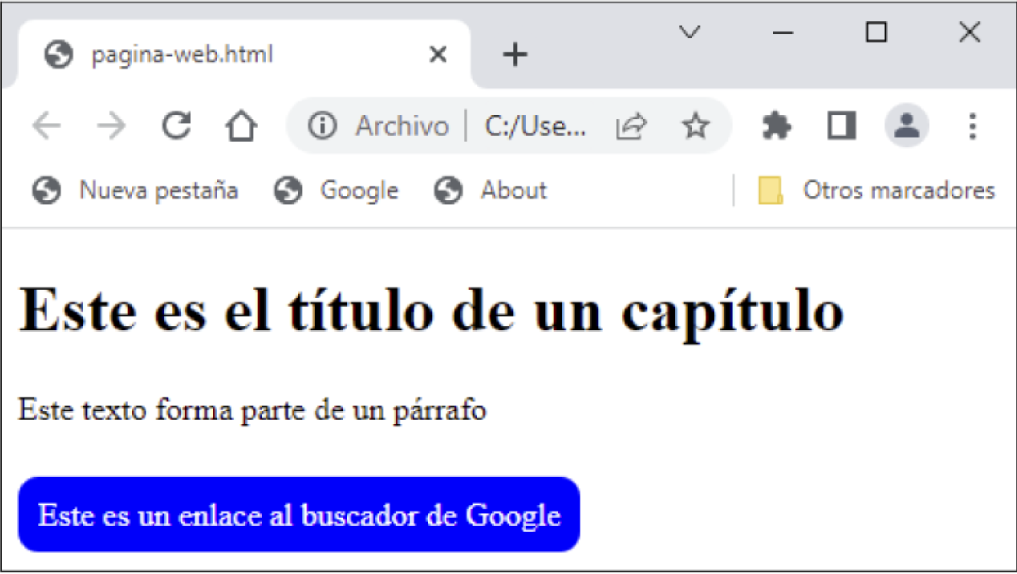 pagina-web.html
Archivo | C:/Use...
Nueva pestaña Google About Otros marcadores
Este es el título de un capítulo
Este texto forma parte de un párrafo
Este es un enlace al buscador de Google